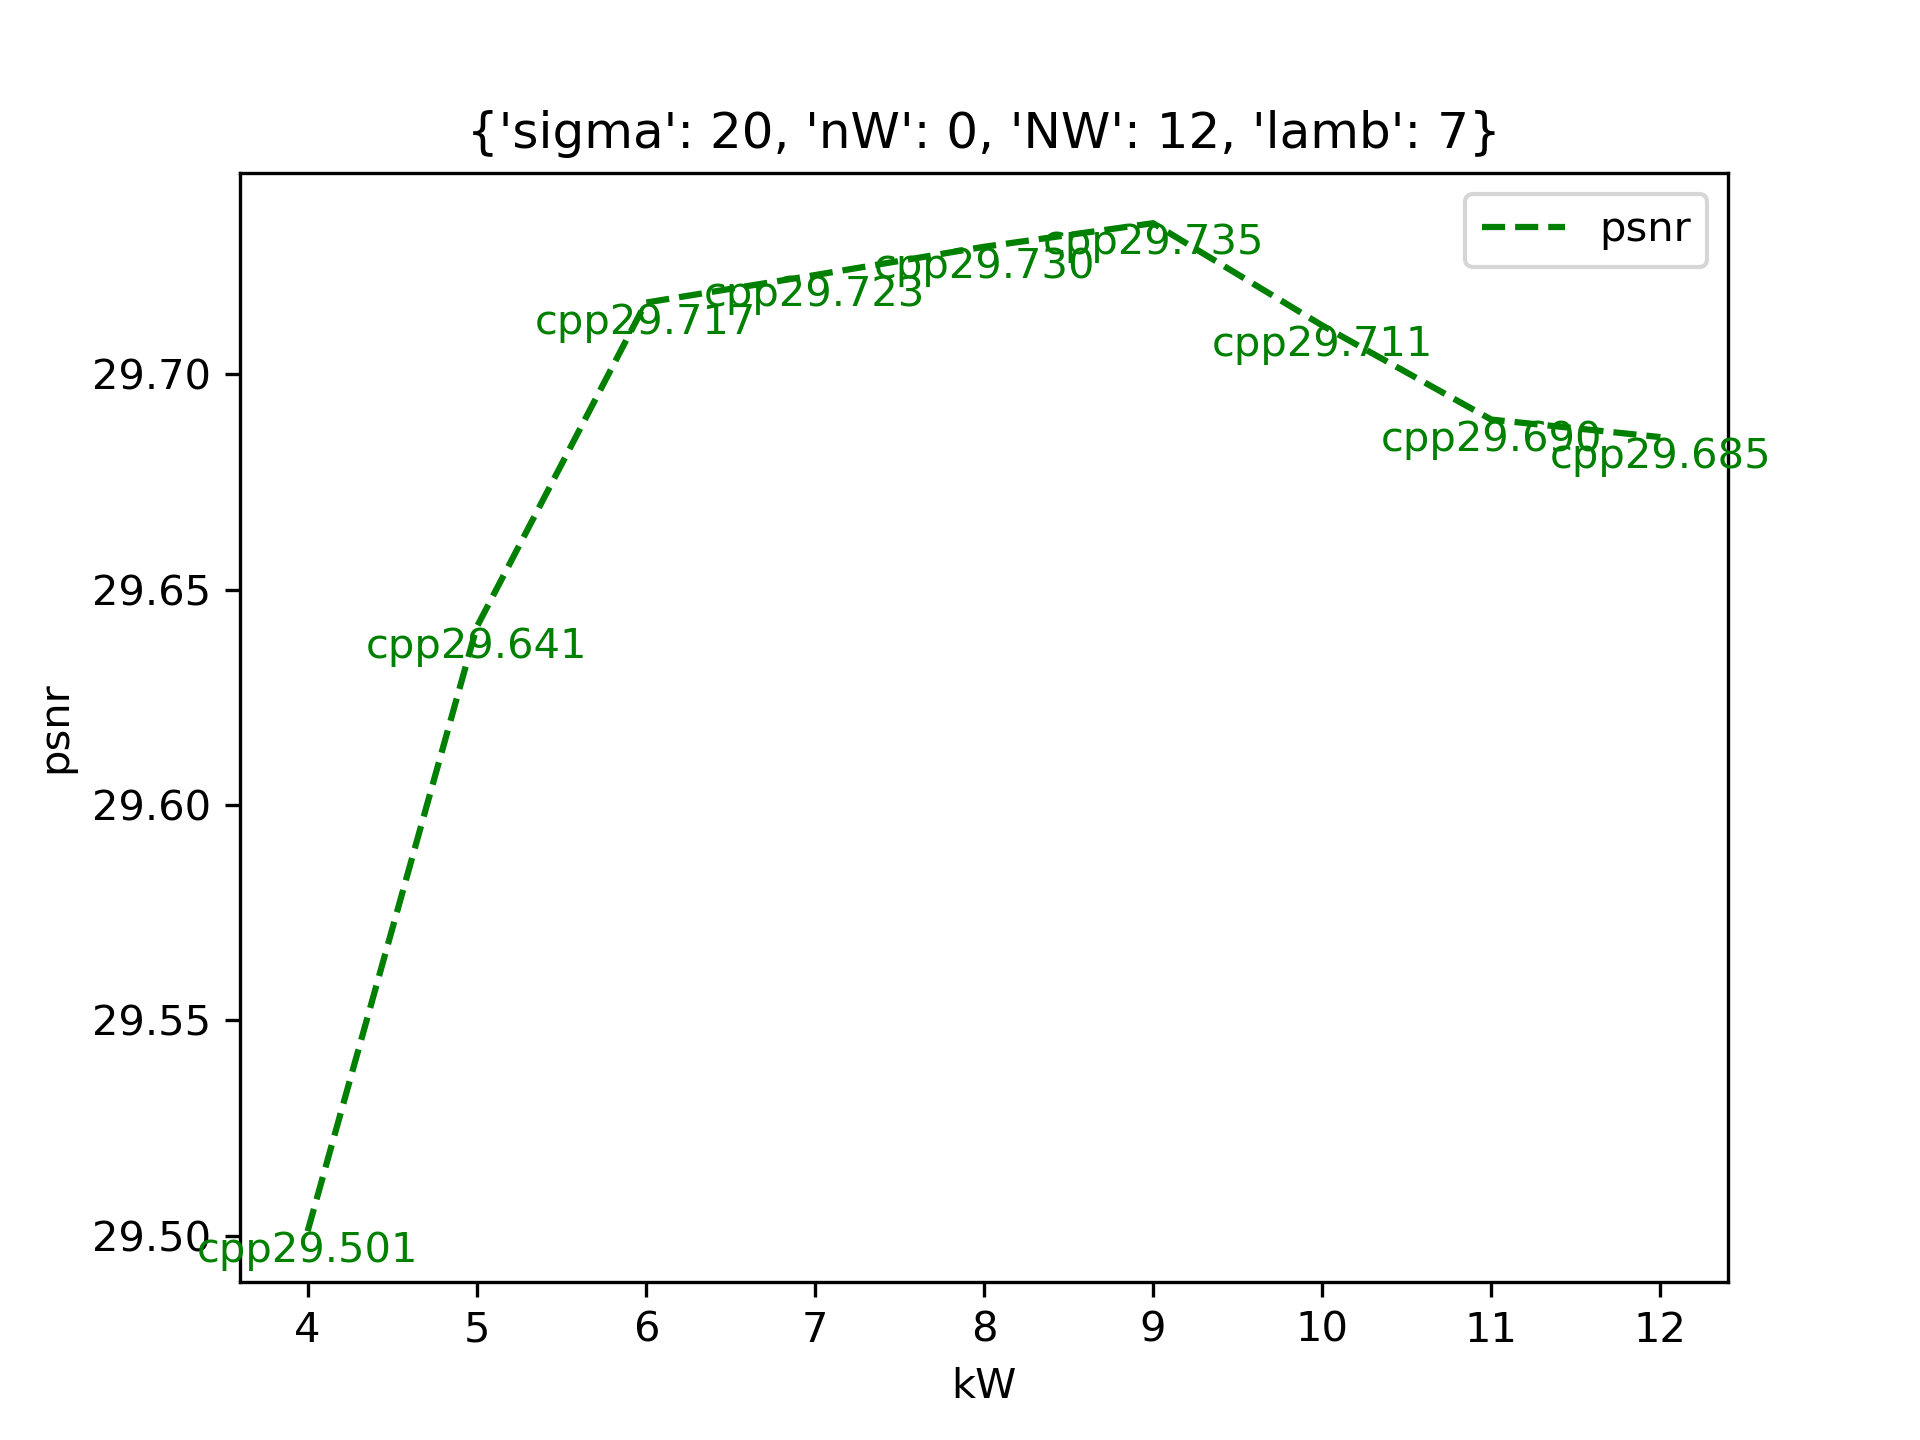 {'sigma': 20, 'nW': 0, 'NW': 12, 'lamb': 7}
psnr
cpp29.735
cpp29.730
cpp29.723
cpp29.717
cpp29.711
29.70
cpp29.690
cpp29.685
29.65
cpp29.641
psnr
29.60
29.55
29.50
cpp29.501
4 5 6 7 8 9 10 11 12
kW